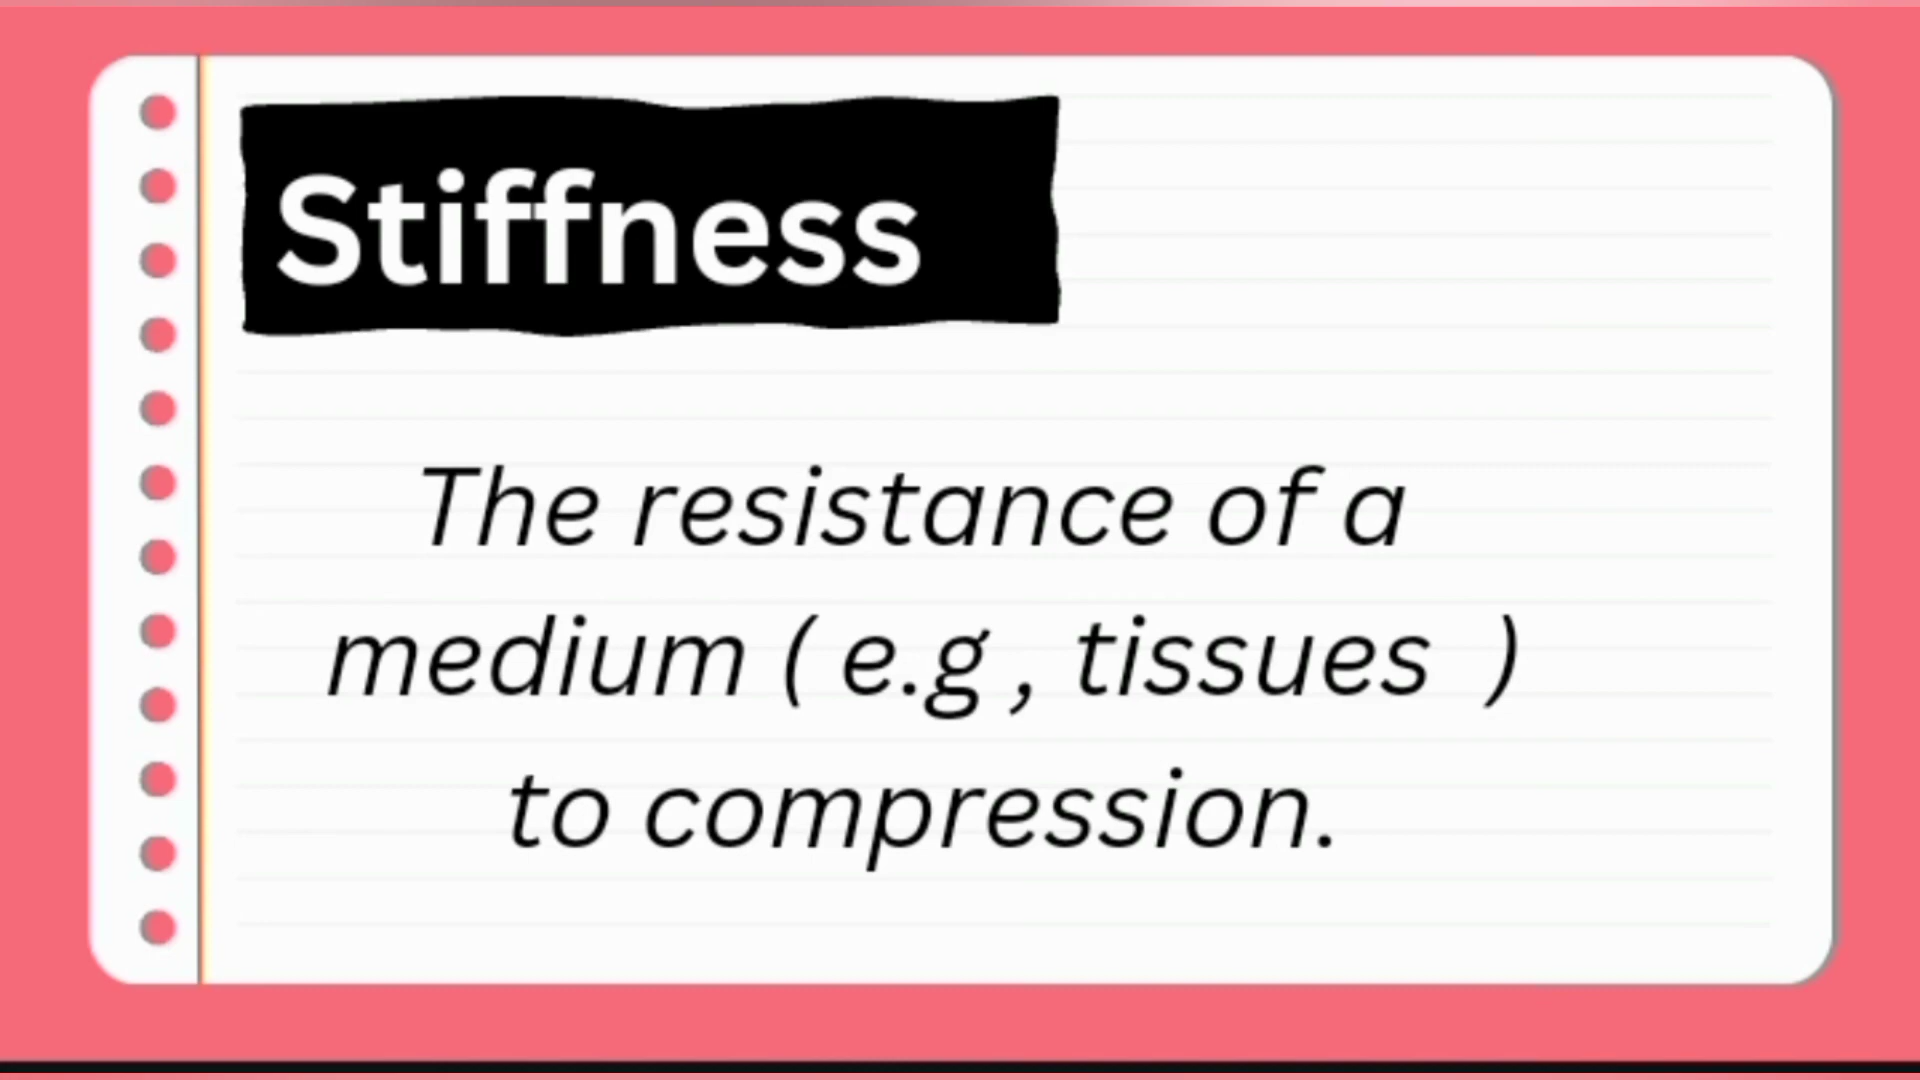 Stiffness
The resistance of a
medium ( e.g , tissues )
to compression.